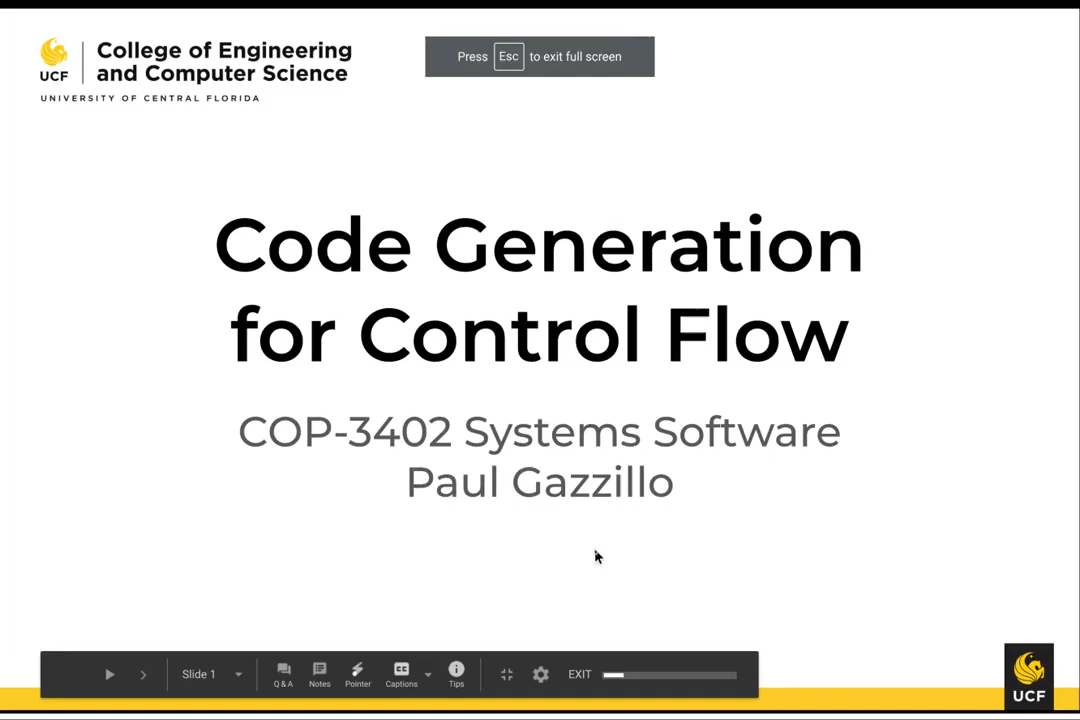 College of Engineering
and Computer Science
UCF
UNIVERSITY OF CENTRAL FLORIDA
Press Esc to exit full screen
Code Generation
for Control Flow
COP-3402 Systems Software
Paul Gazzillo
Slide 1
Q & A
Notes
Pointer
CC
Captions
Tips
EXIT
UCF